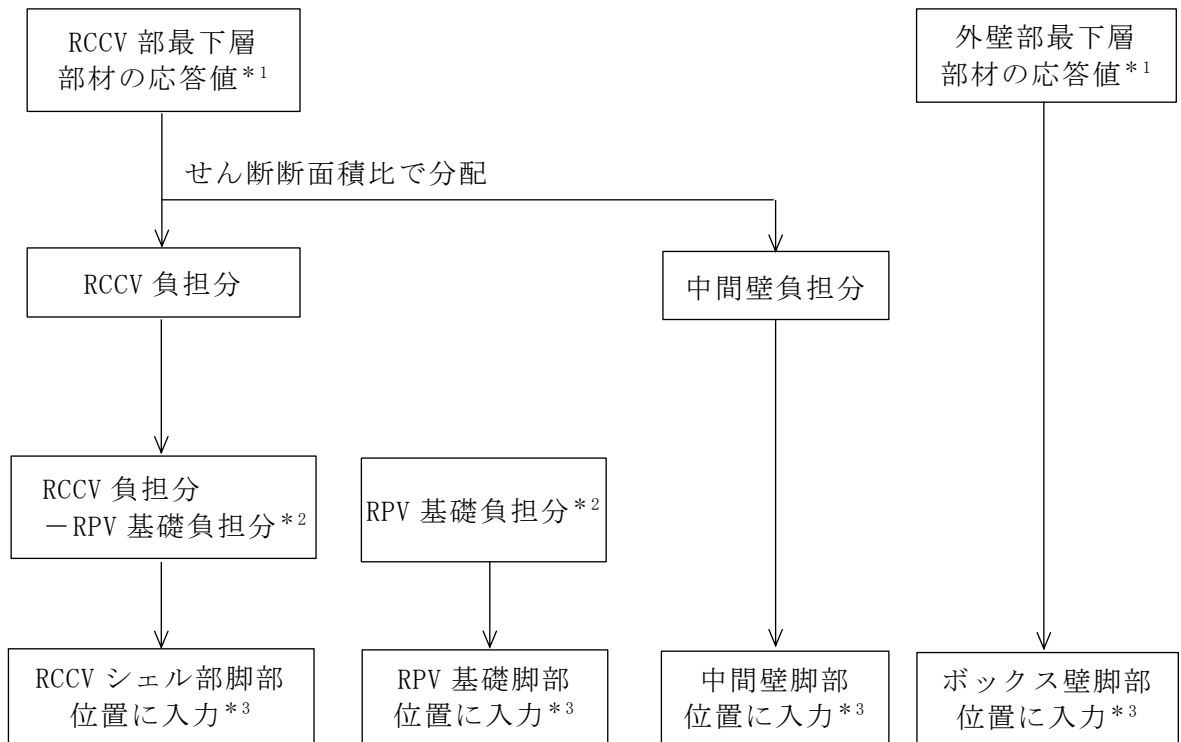 RCCV 部最下層
部材の応答値*1
外壁部最下層
部材の応答値*1
せん断断面積比で分配
RCCV 負担分
中間壁負担分
RCCV 負担分
－RPV 基礎負担分*2
RPV 基礎負担分*2
RCCV シェル部脚部
位置に入力*3
RPV 基礎脚部
位置に入力*3
中間壁脚部
位置に入力*3
ボックス壁脚部
位置に入力*3